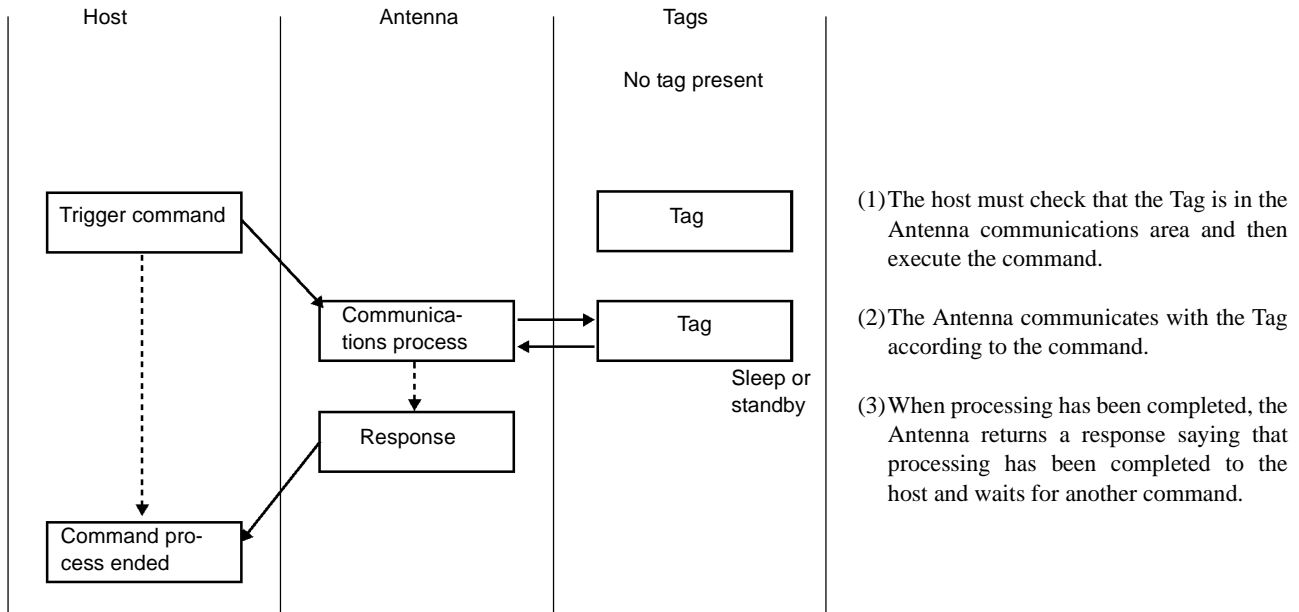 Host
Antenna
Tags
No tag present
Trigger command
Tag
Communica-
tions process
Tag
Sleep or
standby
Response
Command pro-
cess ended
(1) The host must check that the Tag is in the
Antenna communications area and then
execute the command.
(2) The Antenna communicates with the Tag
according to the command.
(3) When processing has been completed, the
Antenna returns a response saying that
processing has been completed to the
host and waits for another command.